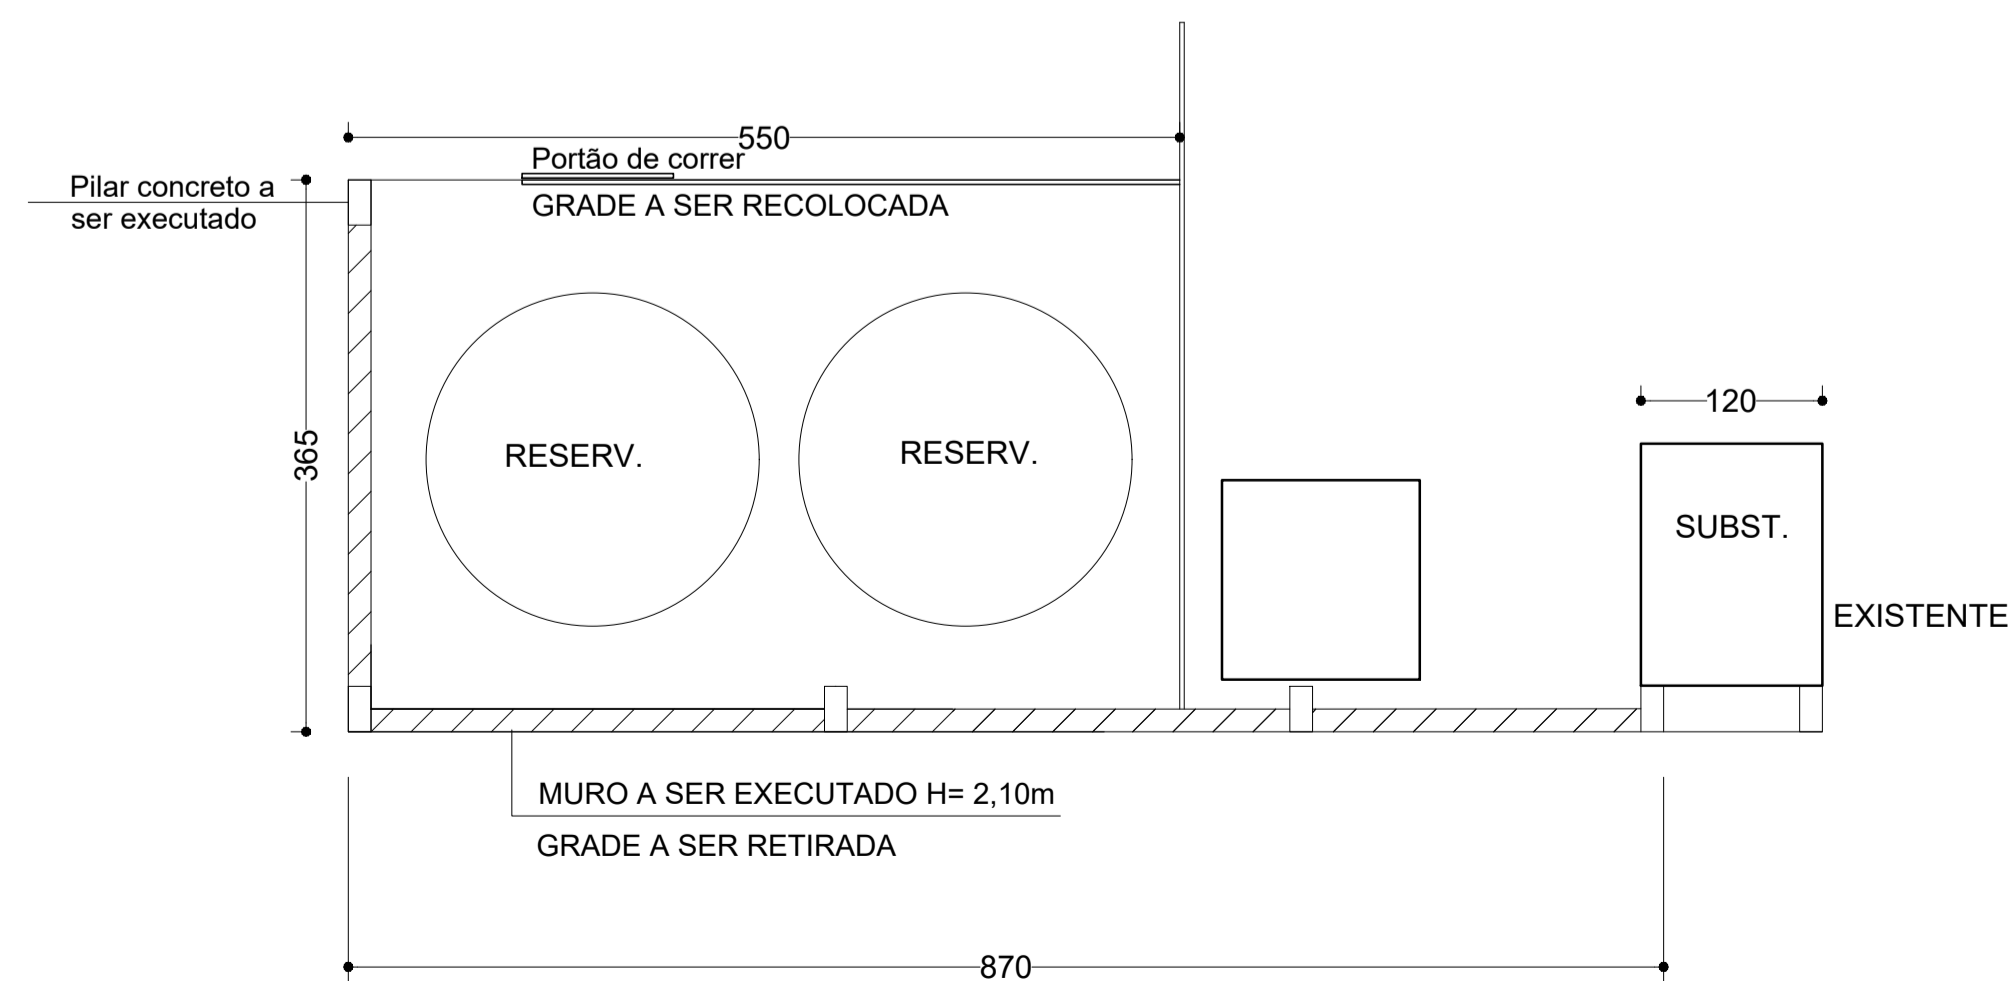 550
Portão de correr
Pilar concreto a
ser executado
GRADE A SER RECOLOCADA
120
365
RESERV.
RESERV.
SUBST.
EXISTENTE
MURO A SER EXECUTADO H= 2,10m
GRADE A SER RETIRADA
870